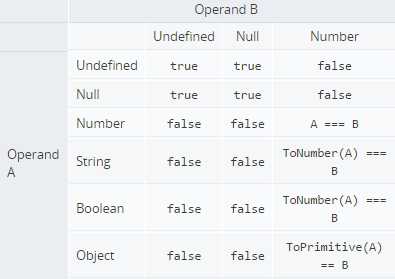 Operand B
Undefined Null Number
Undefined true true false
Null true true false
Number false false A === B
Operand A
String false false ToNumber(A) === B
Boolean false false ToNumber(A) === B
Object false false ToPrimitive(A) == B